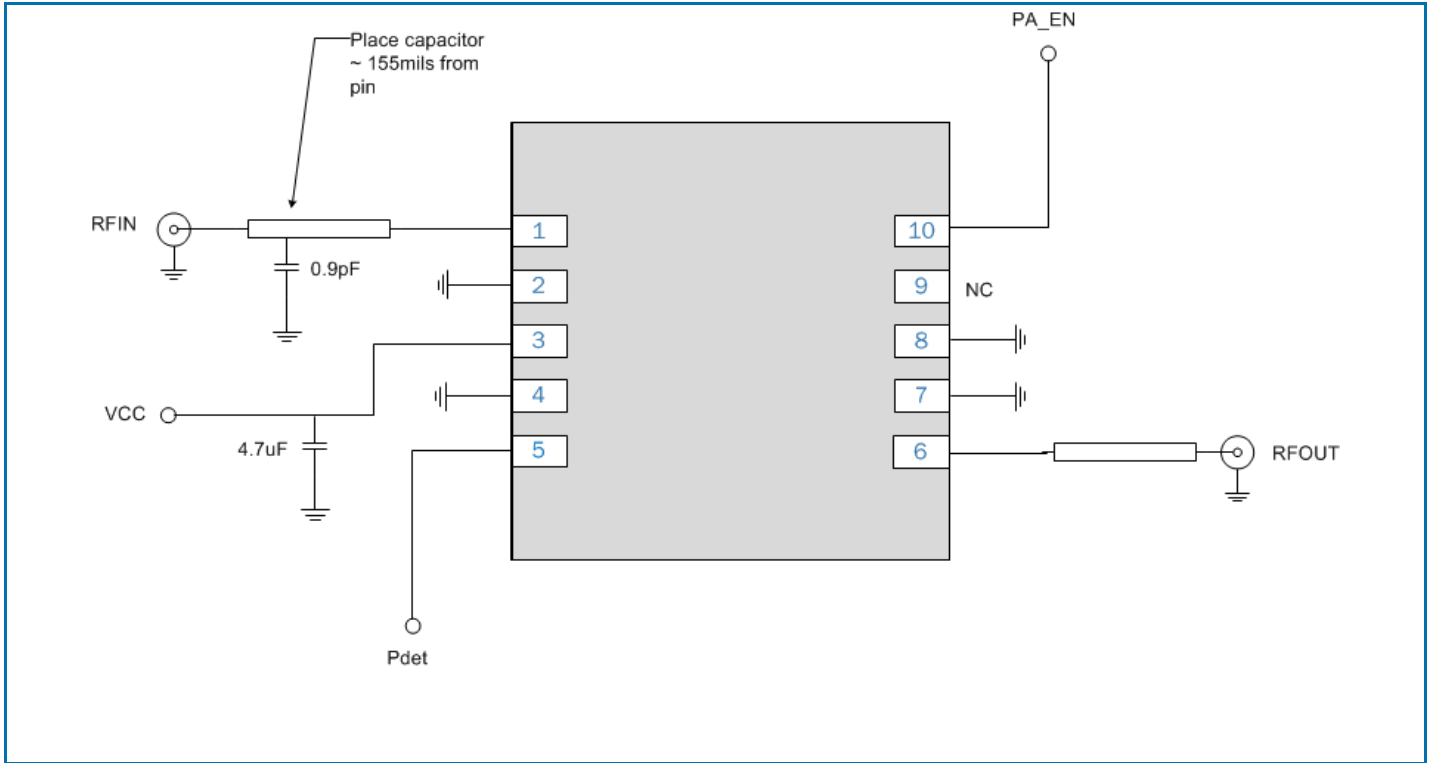 PA_EN
Place capacitor
~ 155mils from
pin
RFIN
0.9pF
1
10
2
9
NC
3
8
VCC
4
7
4.7uF
5
6
RFOUT
Pdet